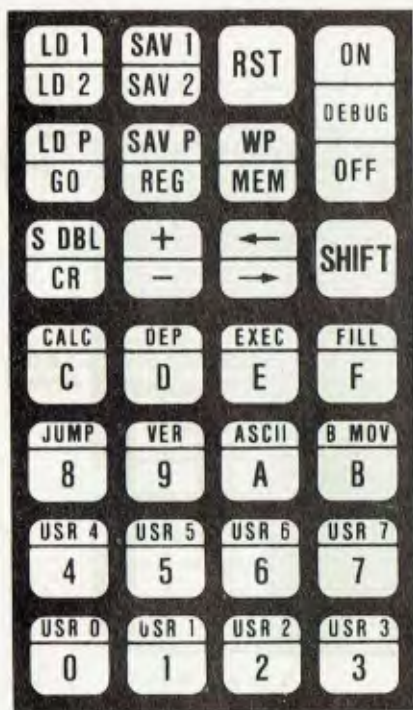 LD 1 SAV 1 RST ON
LD 2 SAV 2 DEBUG
LD P SAV P WP OFF
GO REG MEM
S DBL + ← SHIFT
CR − →
CALC DEP EXEC FILL
C D E F
JUMP VER ASCII B MOV
8 9 A B
USR 4 USR 5 USR 6 USR 7
4 5 6 7
USR 0 USR 1 USR 2 USR 3
0 1 2 3